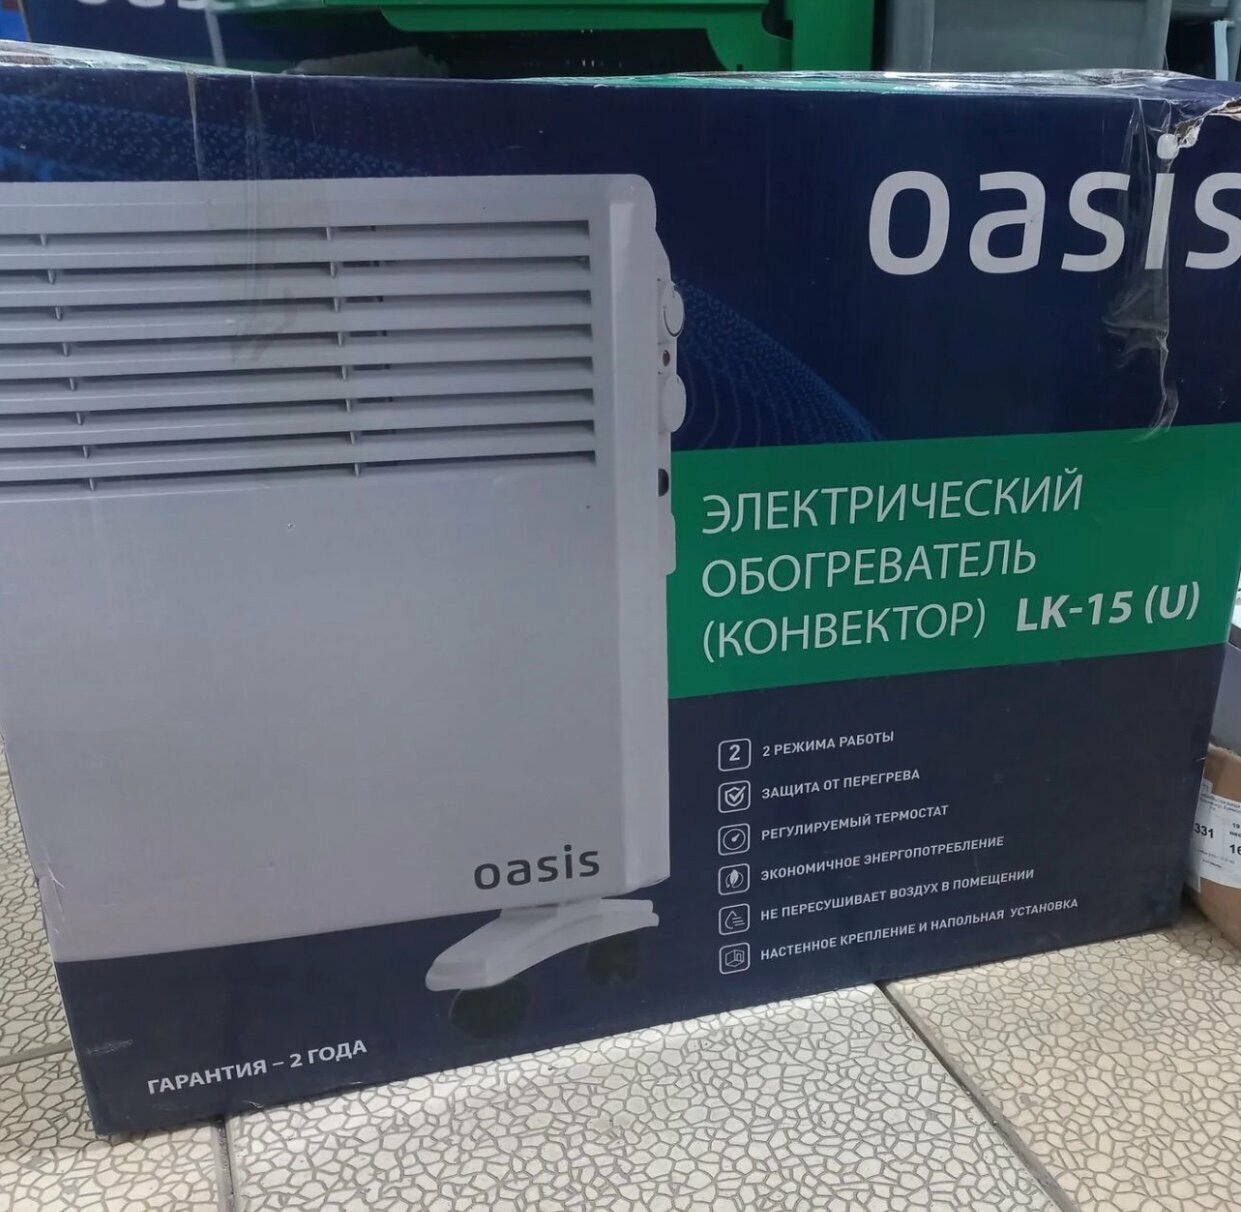 oasis
ЭЛЕКТРИЧЕСКИЙ
ОБОГРЕВАТЕЛЬ
(КОНВЕКТОР) LK-15 (U)
2 2 РЕЖИМА РАБОТЫ
ЗАЩИТА ОТ ПЕРЕГРЕВА
РЕГУЛИРУЕМЫЙ ТЕРМОСТАТ
ЭКОНОМИЧНОЕ ЭНЕРГОПОТРЕБЛЕНИЕ
НЕ ПЕРЕСУШИВАЕТ ВОЗДУХ В ПОМЕЩЕНИИ
НАСТЕННОЕ КРЕПЛЕНИЕ И НАПОЛЬНАЯ УСТАНОВКА
oasis
ГАРАНТИЯ – 2 ГОДА
331